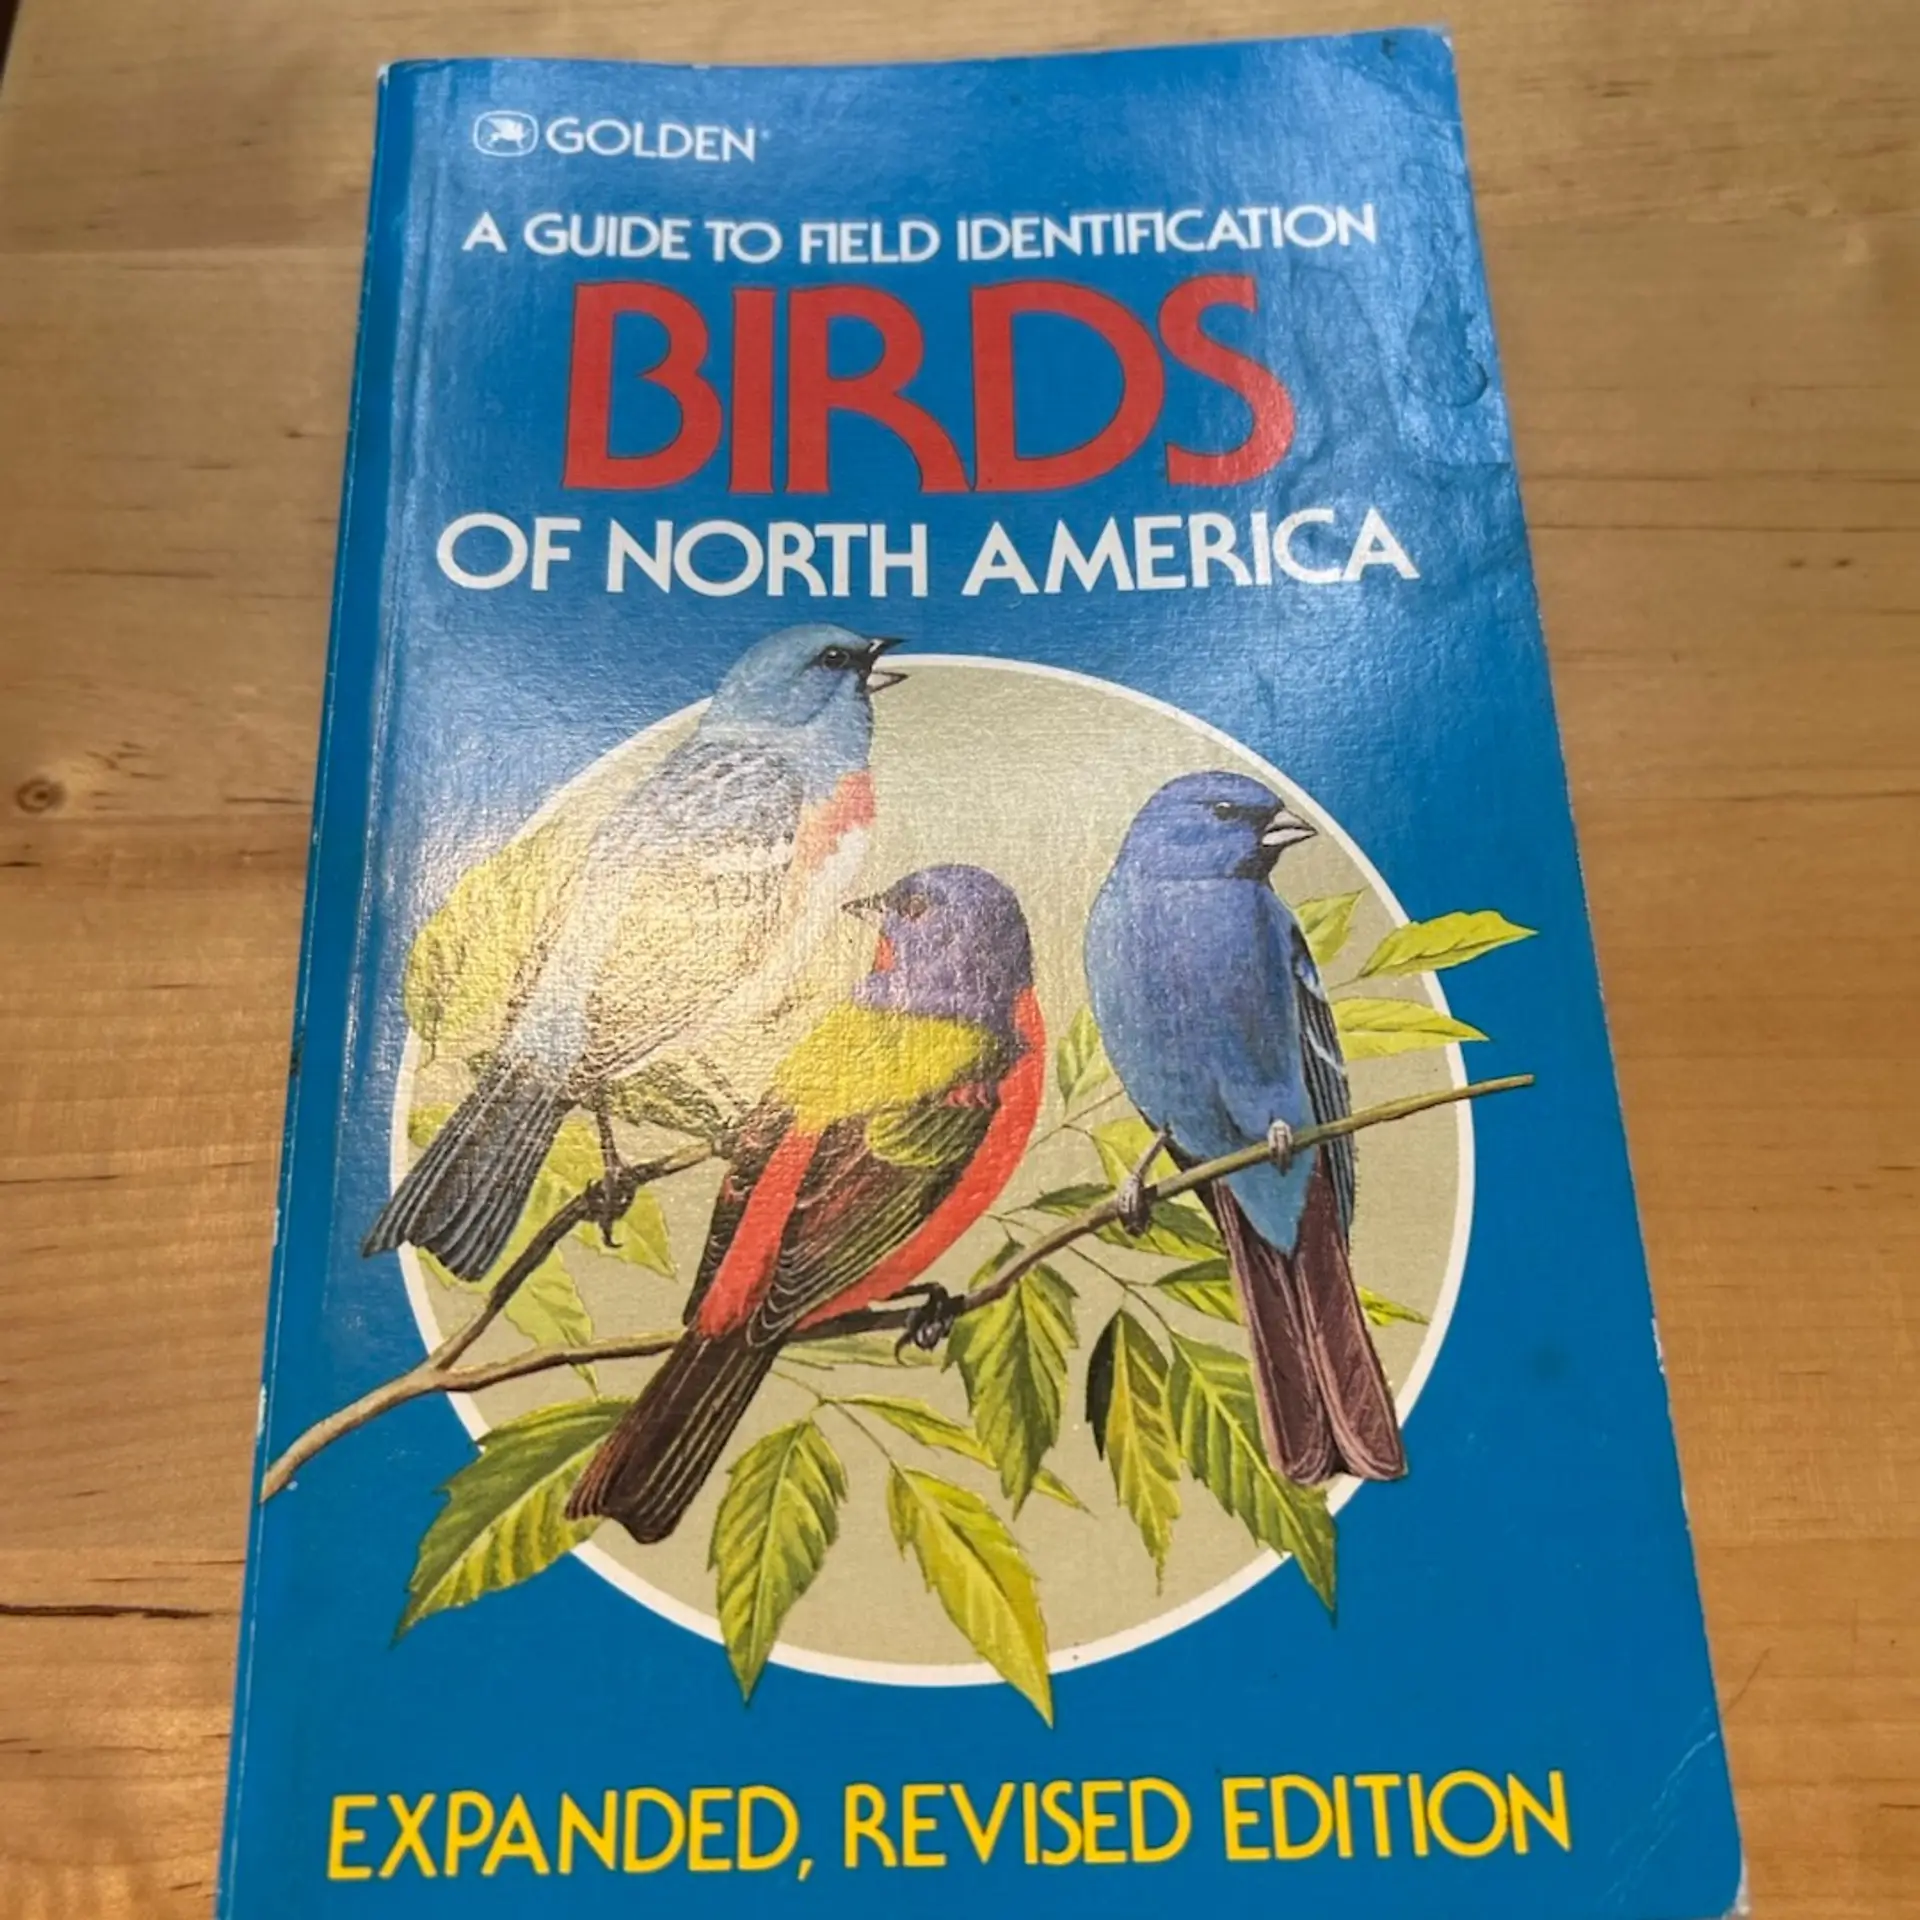 GOLDEN
A GUIDE TO FIELD IDENTIFICATION
BIRDS
OF NORTH AMERICA
EXPANDED, REVISED EDITION